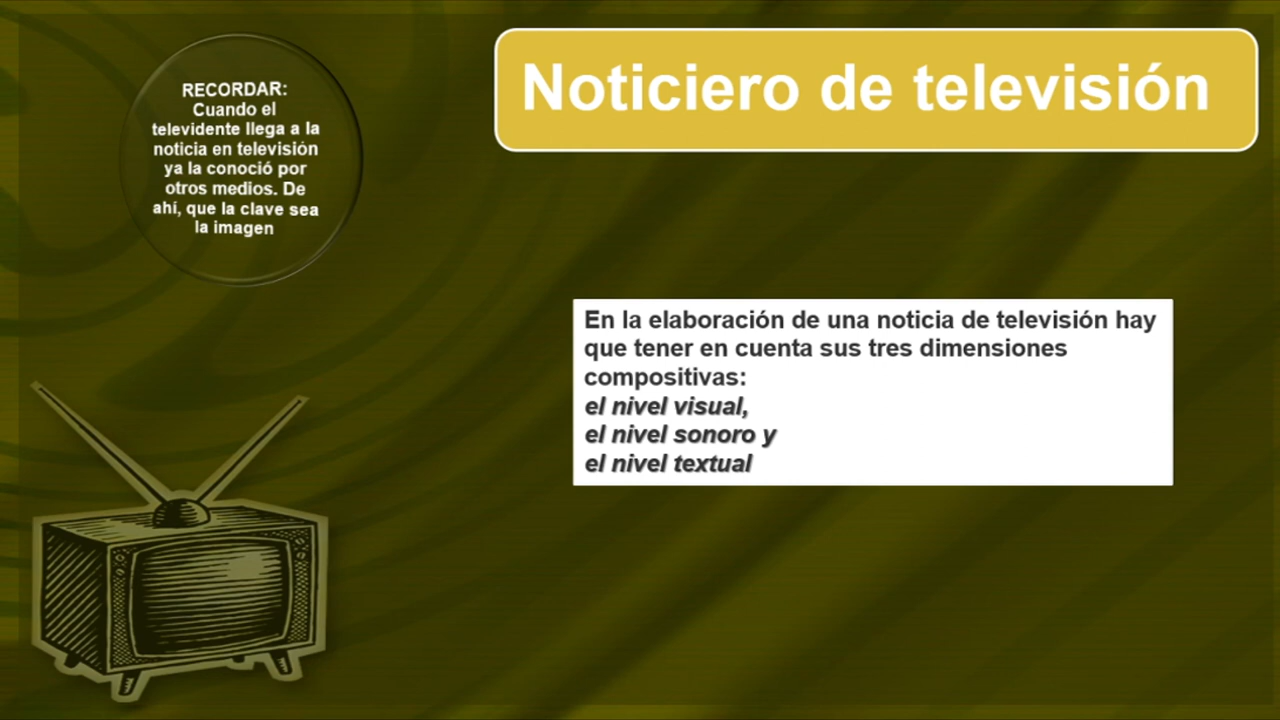 RECORDAR:
Cuando el
televidente llega a la
noticia en televisión
ya la conoció por
otros medios. De
ahí, que la clave sea
la imagen
Noticiero de televisión
En la elaboración de una noticia de televisión hay
que tener en cuenta sus tres dimensiones
compositivas:
el nivel visual,
el nivel sonoro y
el nivel textual